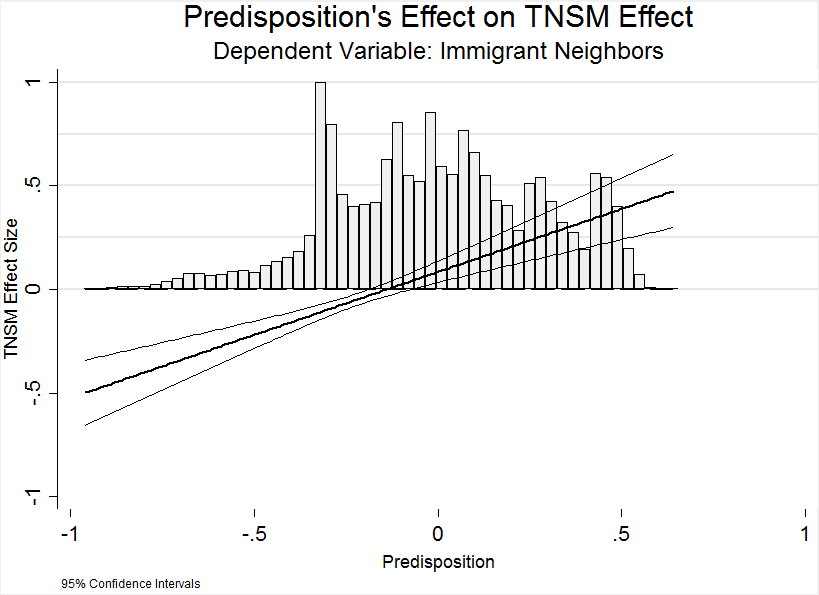 Predisposition's Effect on TNSM Effect
Dependent Variable: Immigrant Neighbors
TNSM Effect Size
1
.5
0
-.5
-1
-1
-.5
0
.5
1
Predisposition
95% Confidence Intervals